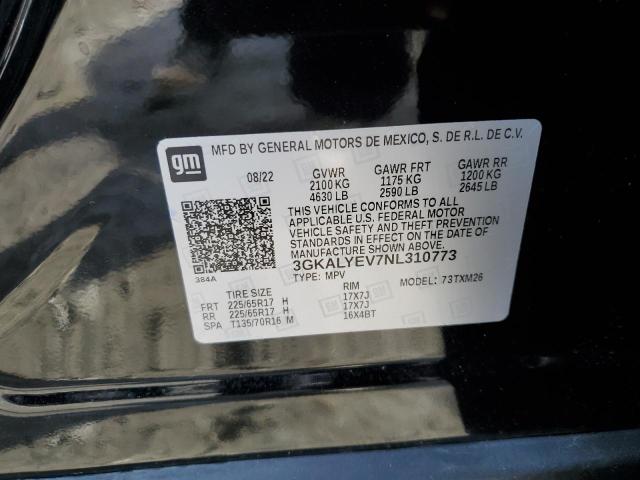 gm
MFD BY GENERAL MOTORS DE MEXICO, S. DE R.L. DE C.V.
08/22 GVWR GAWR FRT GAWR RR
2100 KG 1175 KG 1200 KG
4630 LB 2590 LB 2645 LB
THIS VEHICLE CONFORMS TO ALL
APPLICABLE U.S. FEDERAL MOTOR
VEHICLE SAFETY AND THEFT PREVENTION
STANDARDS IN EFFECT ON THE DATE OF
MANUFACTURE SHOWN ABOVE.
3GKALYEV7NL310773
384A TYPE: MPV MODEL: 73TXM26
TIRE SIZE RIM
FRT 225/65R17 H 17X7J
RR 225/65R17 H 17X7J
SPA T135/70R16 M 16X4BT